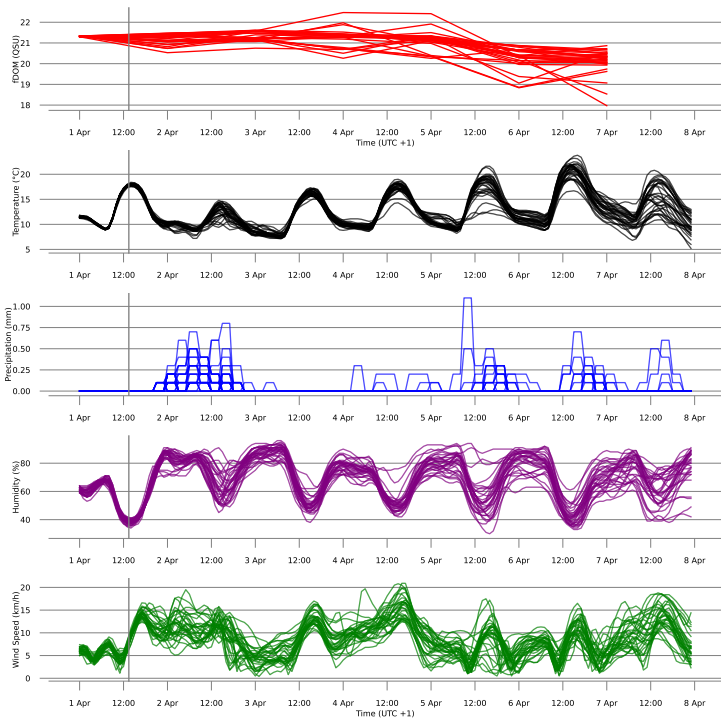 fDOM (QSU)
22
21
20
19
18
1 Apr 12:00 2 Apr 12:00 3 Apr 12:00 4 Apr 12:00 5 Apr 12:00 6 Apr 12:00 7 Apr 12:00 8 Apr
Time (UTC +1)
Temperature (°C)
20
15
10
5
1 Apr 12:00 2 Apr 12:00 3 Apr 12:00 4 Apr 12:00 5 Apr 12:00 6 Apr 12:00 7 Apr 12:00 8 Apr
Precipitation (mm)
1.00
0.75
0.50
0.25
0.00
1 Apr 12:00 2 Apr 12:00 3 Apr 12:00 4 Apr 12:00 5 Apr 12:00 6 Apr 12:00 7 Apr 12:00 8 Apr
Humidity (%)
80
60
40
1 Apr 12:00 2 Apr 12:00 3 Apr 12:00 4 Apr 12:00 5 Apr 12:00 6 Apr 12:00 7 Apr 12:00 8 Apr
Wind Speed (km/h)
20
15
10
5
0
1 Apr 12:00 2 Apr 12:00 3 Apr 12:00 4 Apr 12:00 5 Apr 12:00 6 Apr 12:00 7 Apr 12:00 8 Apr
Time (UTC +1)